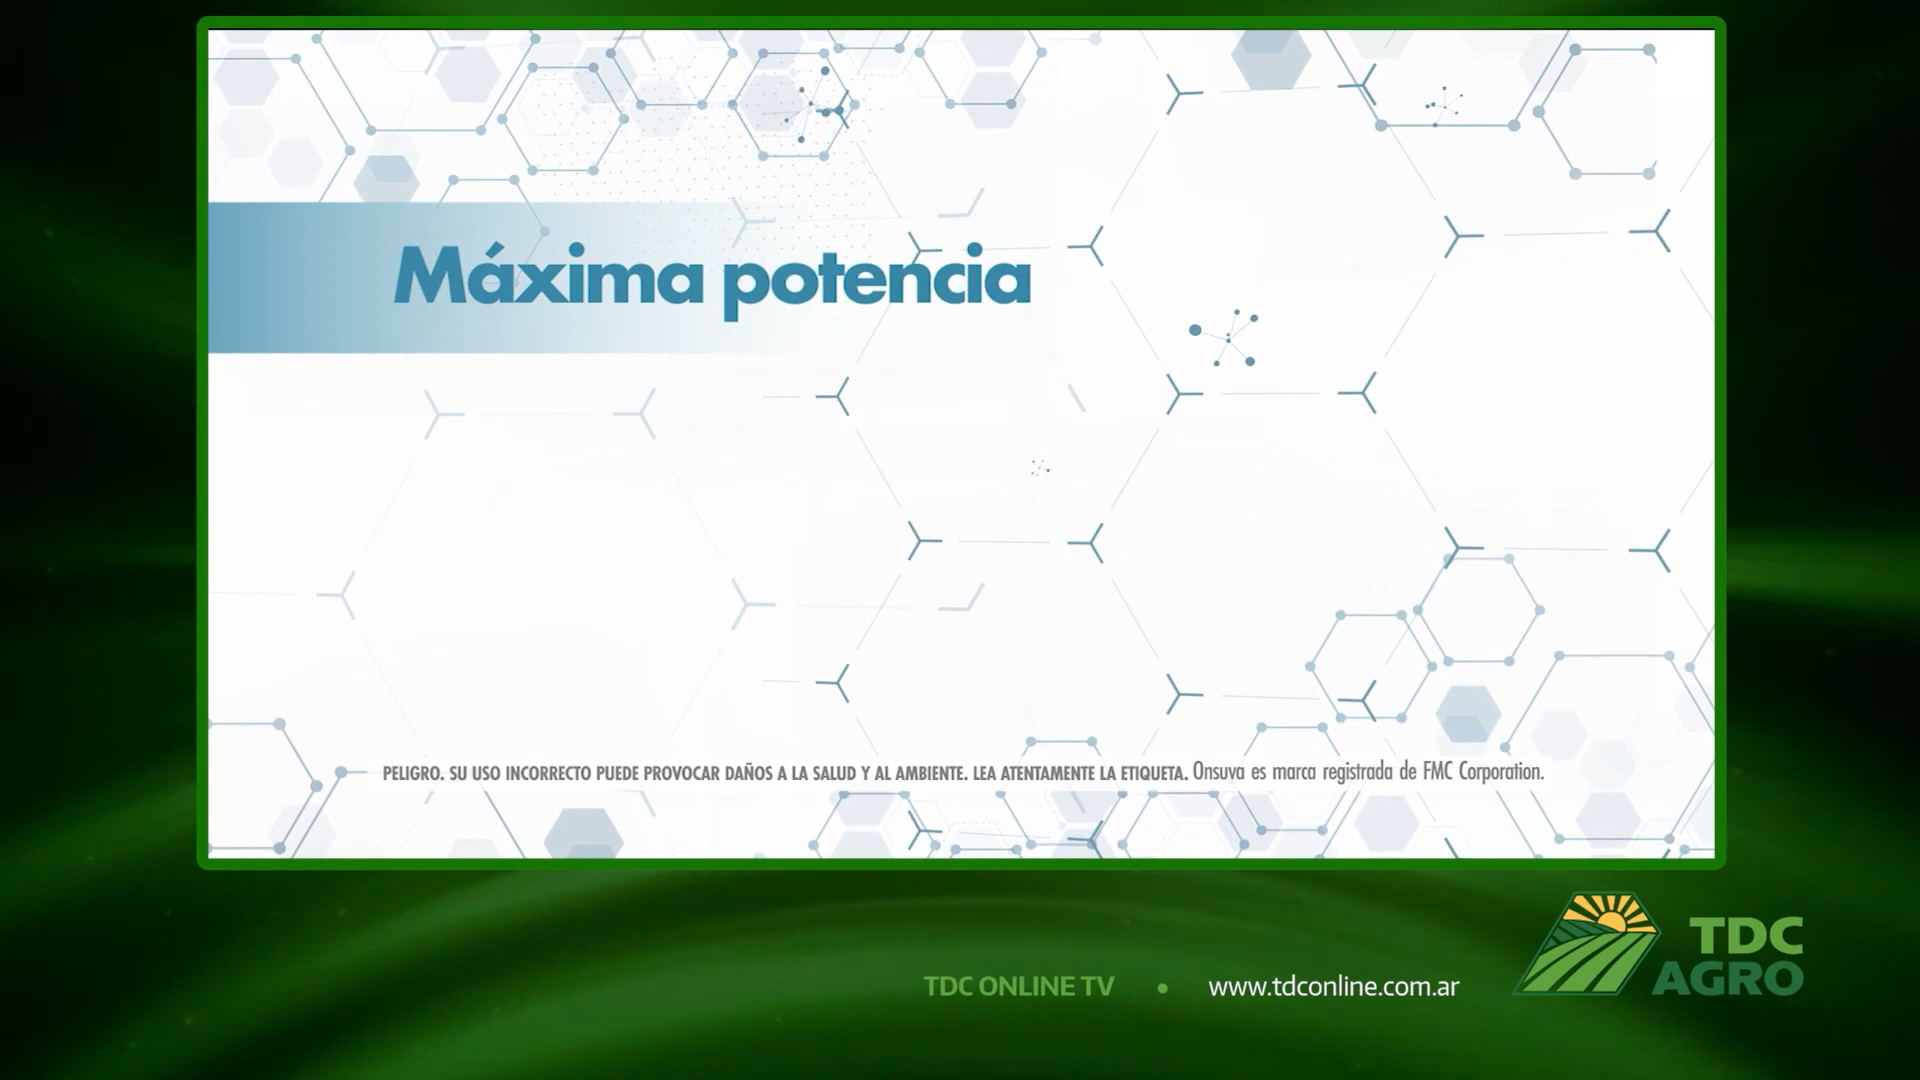 Máxima potencia
PELIGRO. SU USO INCORRECTO PUEDE PROVOCAR DAÑOS A LA SALUD Y AL AMBIENTE. LEA ATENTAMENTE LA ETIQUETA. Onsuva es marca registrada de FMC Corporation.
TDC ONLINE TV • www.tdconline.com.ar
TDC
AGRO